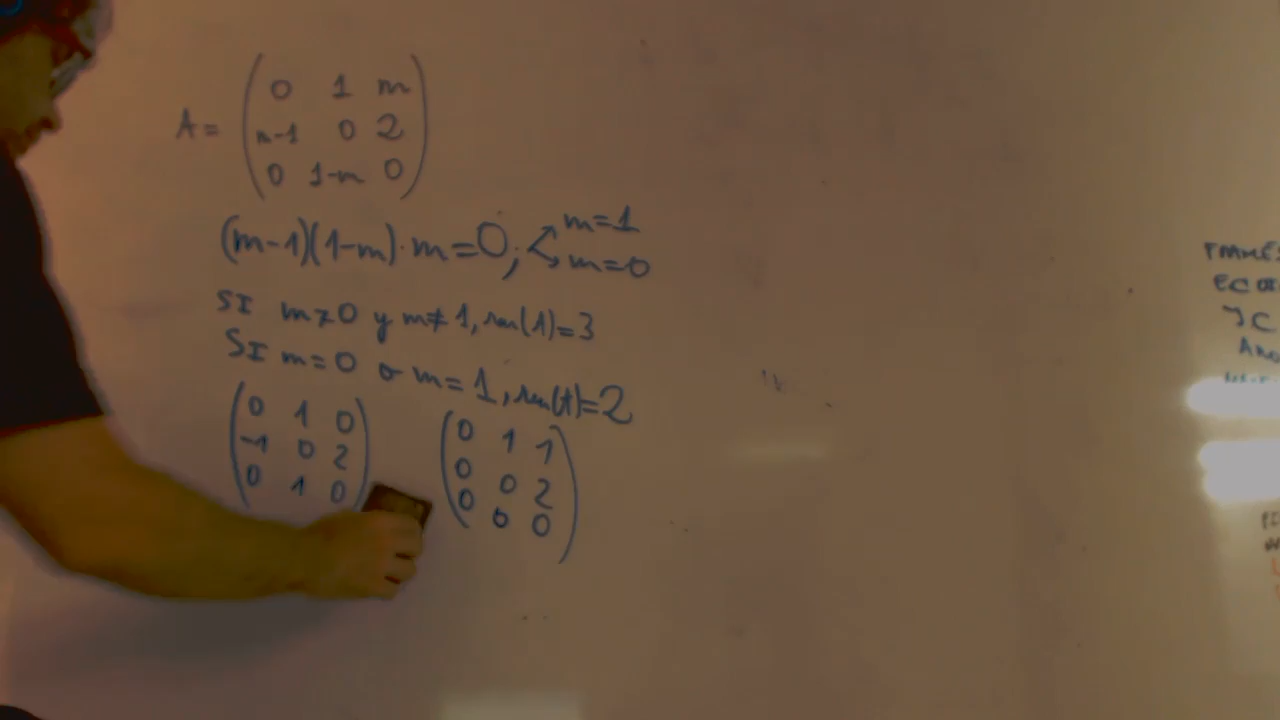 A = ( 0 1 m
m-1 0 2
0 1-m 0 )
(m-1)(1-m)·m=0; < m=1
m=0
SI m≠0 y m≠1, ran(A)=3
SI m=0 o m=1, ran(A)=2
( 0 1 0
-1 0 2
0 1 0 )
( 0 1 1
0 0 2
0 0 0 )